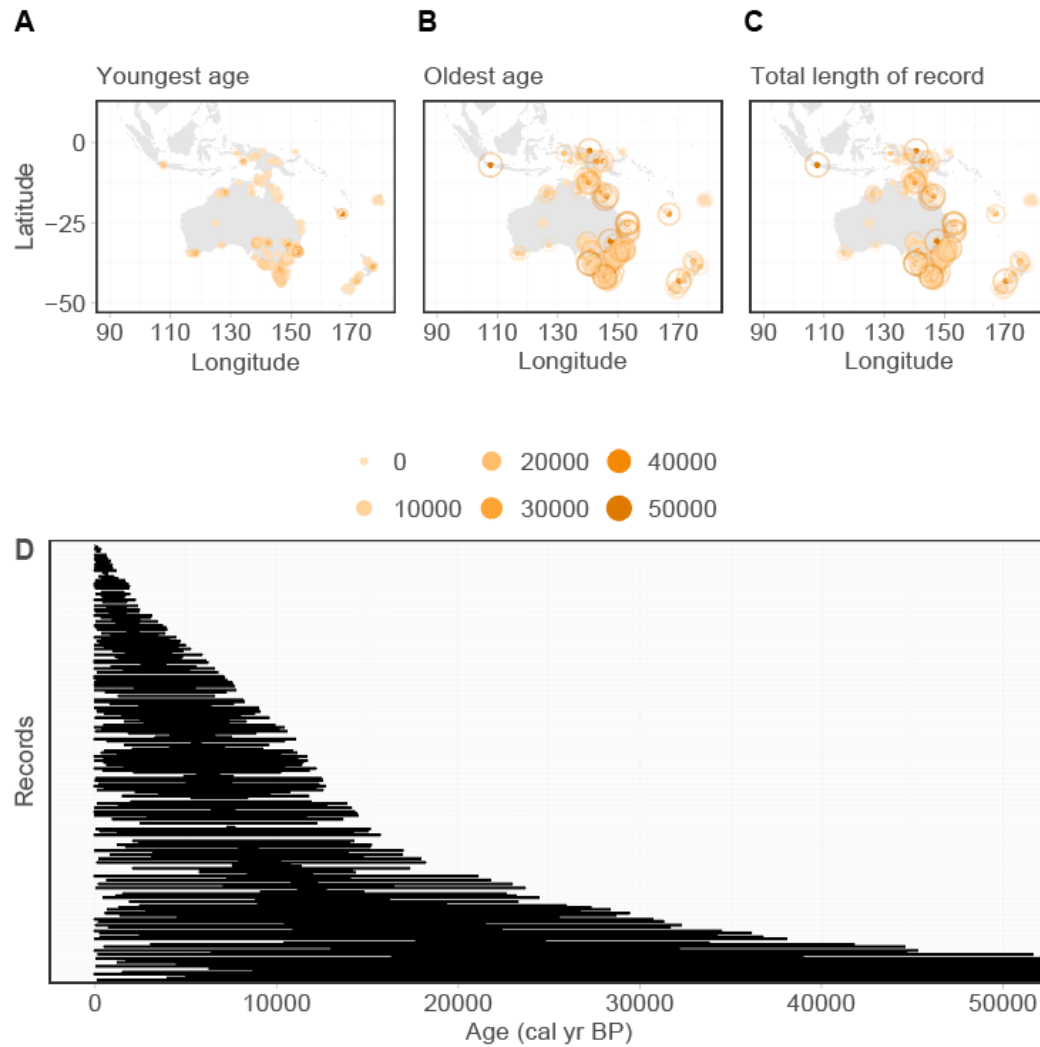 A B C
Youngest age Oldest age Total length of record
Latitude
0
−25
−50
90 110 130 150 170 90 110 130 150 170 90 110 130 150 170
Longitude Longitude Longitude
0 20000 40000
10000 30000 50000
D
Records
0 10000 20000 30000 40000 50000
Age (cal yr BP)